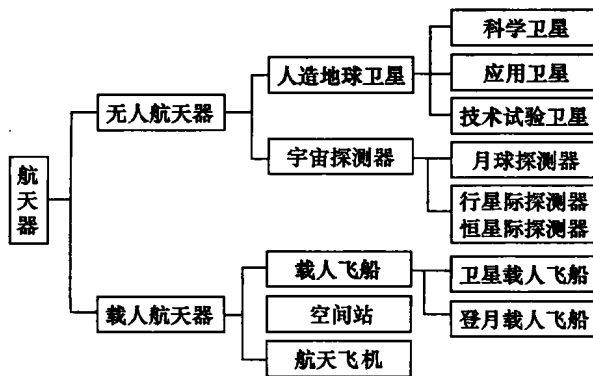 航天器
无人航天器
人造地球卫星
科学卫星
应用卫星
技术试验卫星
宇宙探测器
月球探测器
行星际探测器
恒星际探测器
载人航天器
载人飞船
卫星载人飞船
登月载人飞船
空间站
航天飞机